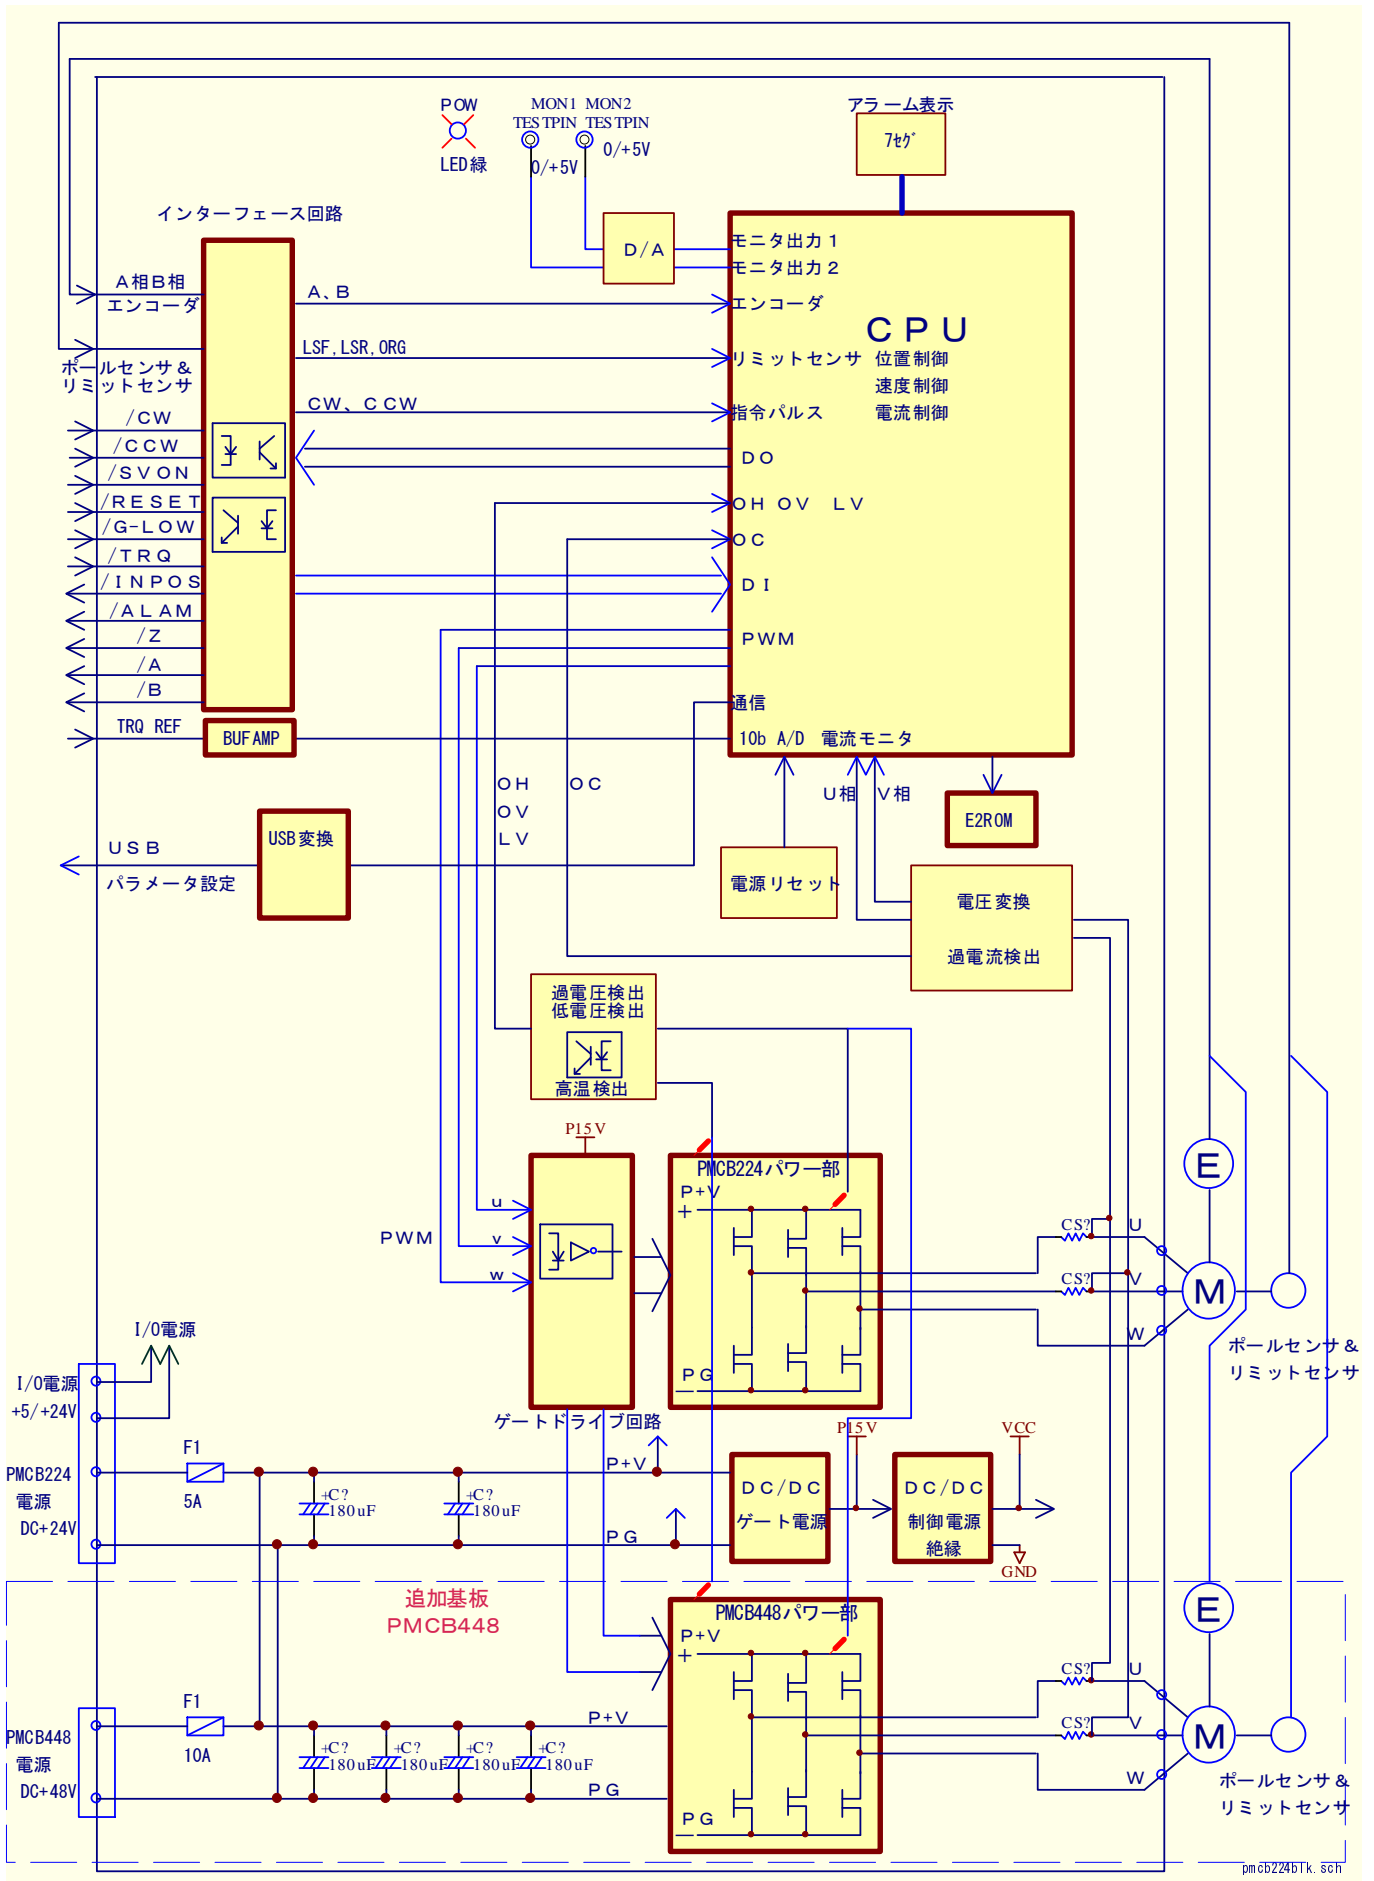 POW
LED緑
MON1 MON2
TESTPIN TESTPIN
0/+5V
0/+5V
アラーム表示
7ｾｸﾞ
インターフェース回路
D/A
モニタ出力1
モニタ出力2
A相B相
エンコーダ
A、B
エンコーダ
CPU
ポールセンサ&
リミットセンサ
LSF,LSR,ORG
リミットセンサ 位置制御
速度制御
CW、CCW
指令パルス 電流制御
/CW
/CCW
/SVON
/RESET
/G-LOW
/TRQ
/INPOS
/ALAM
/Z
/A
/B
DO
OH OV LV
OC
DI
PWM
通信
TRQ REF
BUFAMP
10b A/D 電流モニタ
OH
OV
LV
OC
U相 V相
E2ROM
USB変換
USB
パラメータ設定
電源リセット
電圧変換
過電流検出
過電圧検出
低電圧検出
高温検出
P15V
PMCB224パワー部
P+V
+
u
v
w
PWM
PG
—
ゲートドライブ回路
CS?
U
CS?
V
W
E
M
ポールセンサ&
リミットセンサ
I/O電源
I/O電源
+5/+24V
PMCB224
電源
DC+24V
F1
5A
+C?
180uF
+C?
180uF
P+V
PG
DC/DC
ゲート電源
P15V
DC/DC
制御電源
絶縁
VCC
GND
追加基板
PMCB448
PMCB448パワー部
P+V
+
PG
—
CS?
U
CS?
V
W
E
M
ポールセンサ&
リミットセンサ
PMCB448
電源
DC+48V
F1
10A
+C?
180uF
+C?
180uF
+C?
180uF
+C?
180uF
P+V
PG
pmcb224blk.sch